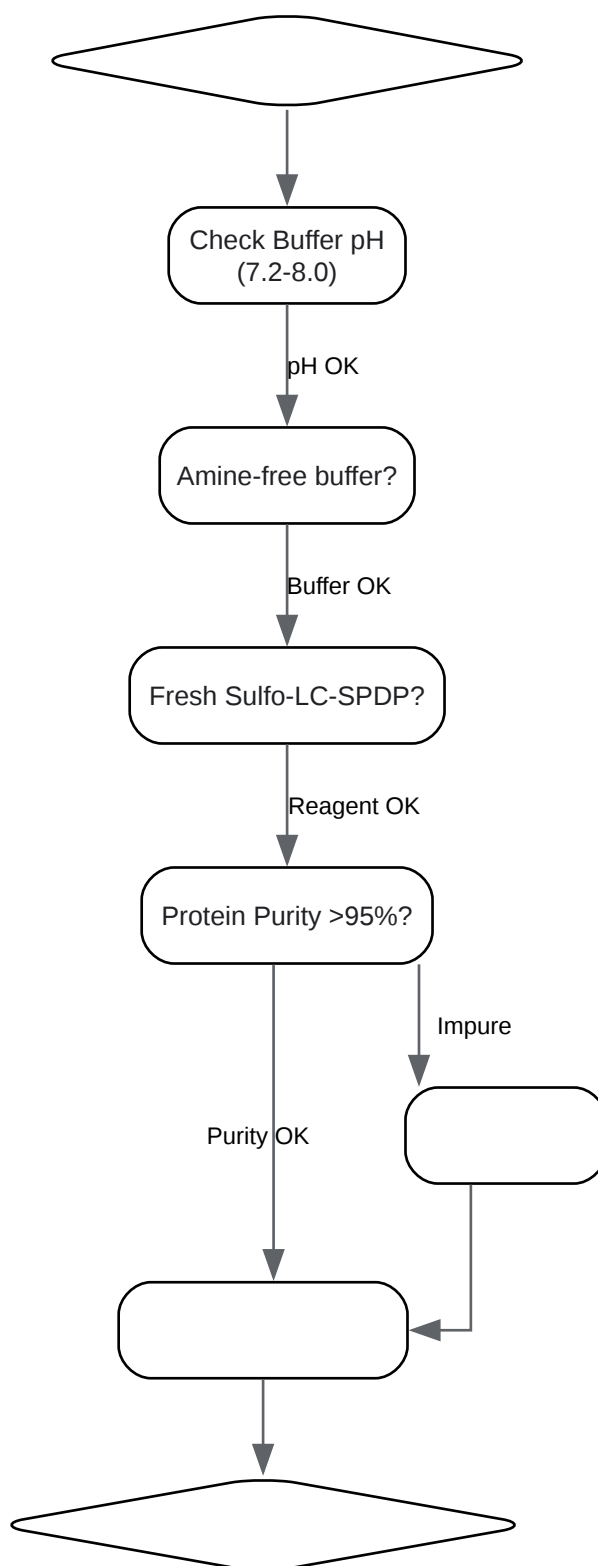 Check Buffer pH
(7.2-8.0)
pH OK
Amine-free buffer?
Buffer OK
Fresh Sulfo-LC-SPDP?
Reagent OK
Protein Purity >95%?
Impure
Purity OK